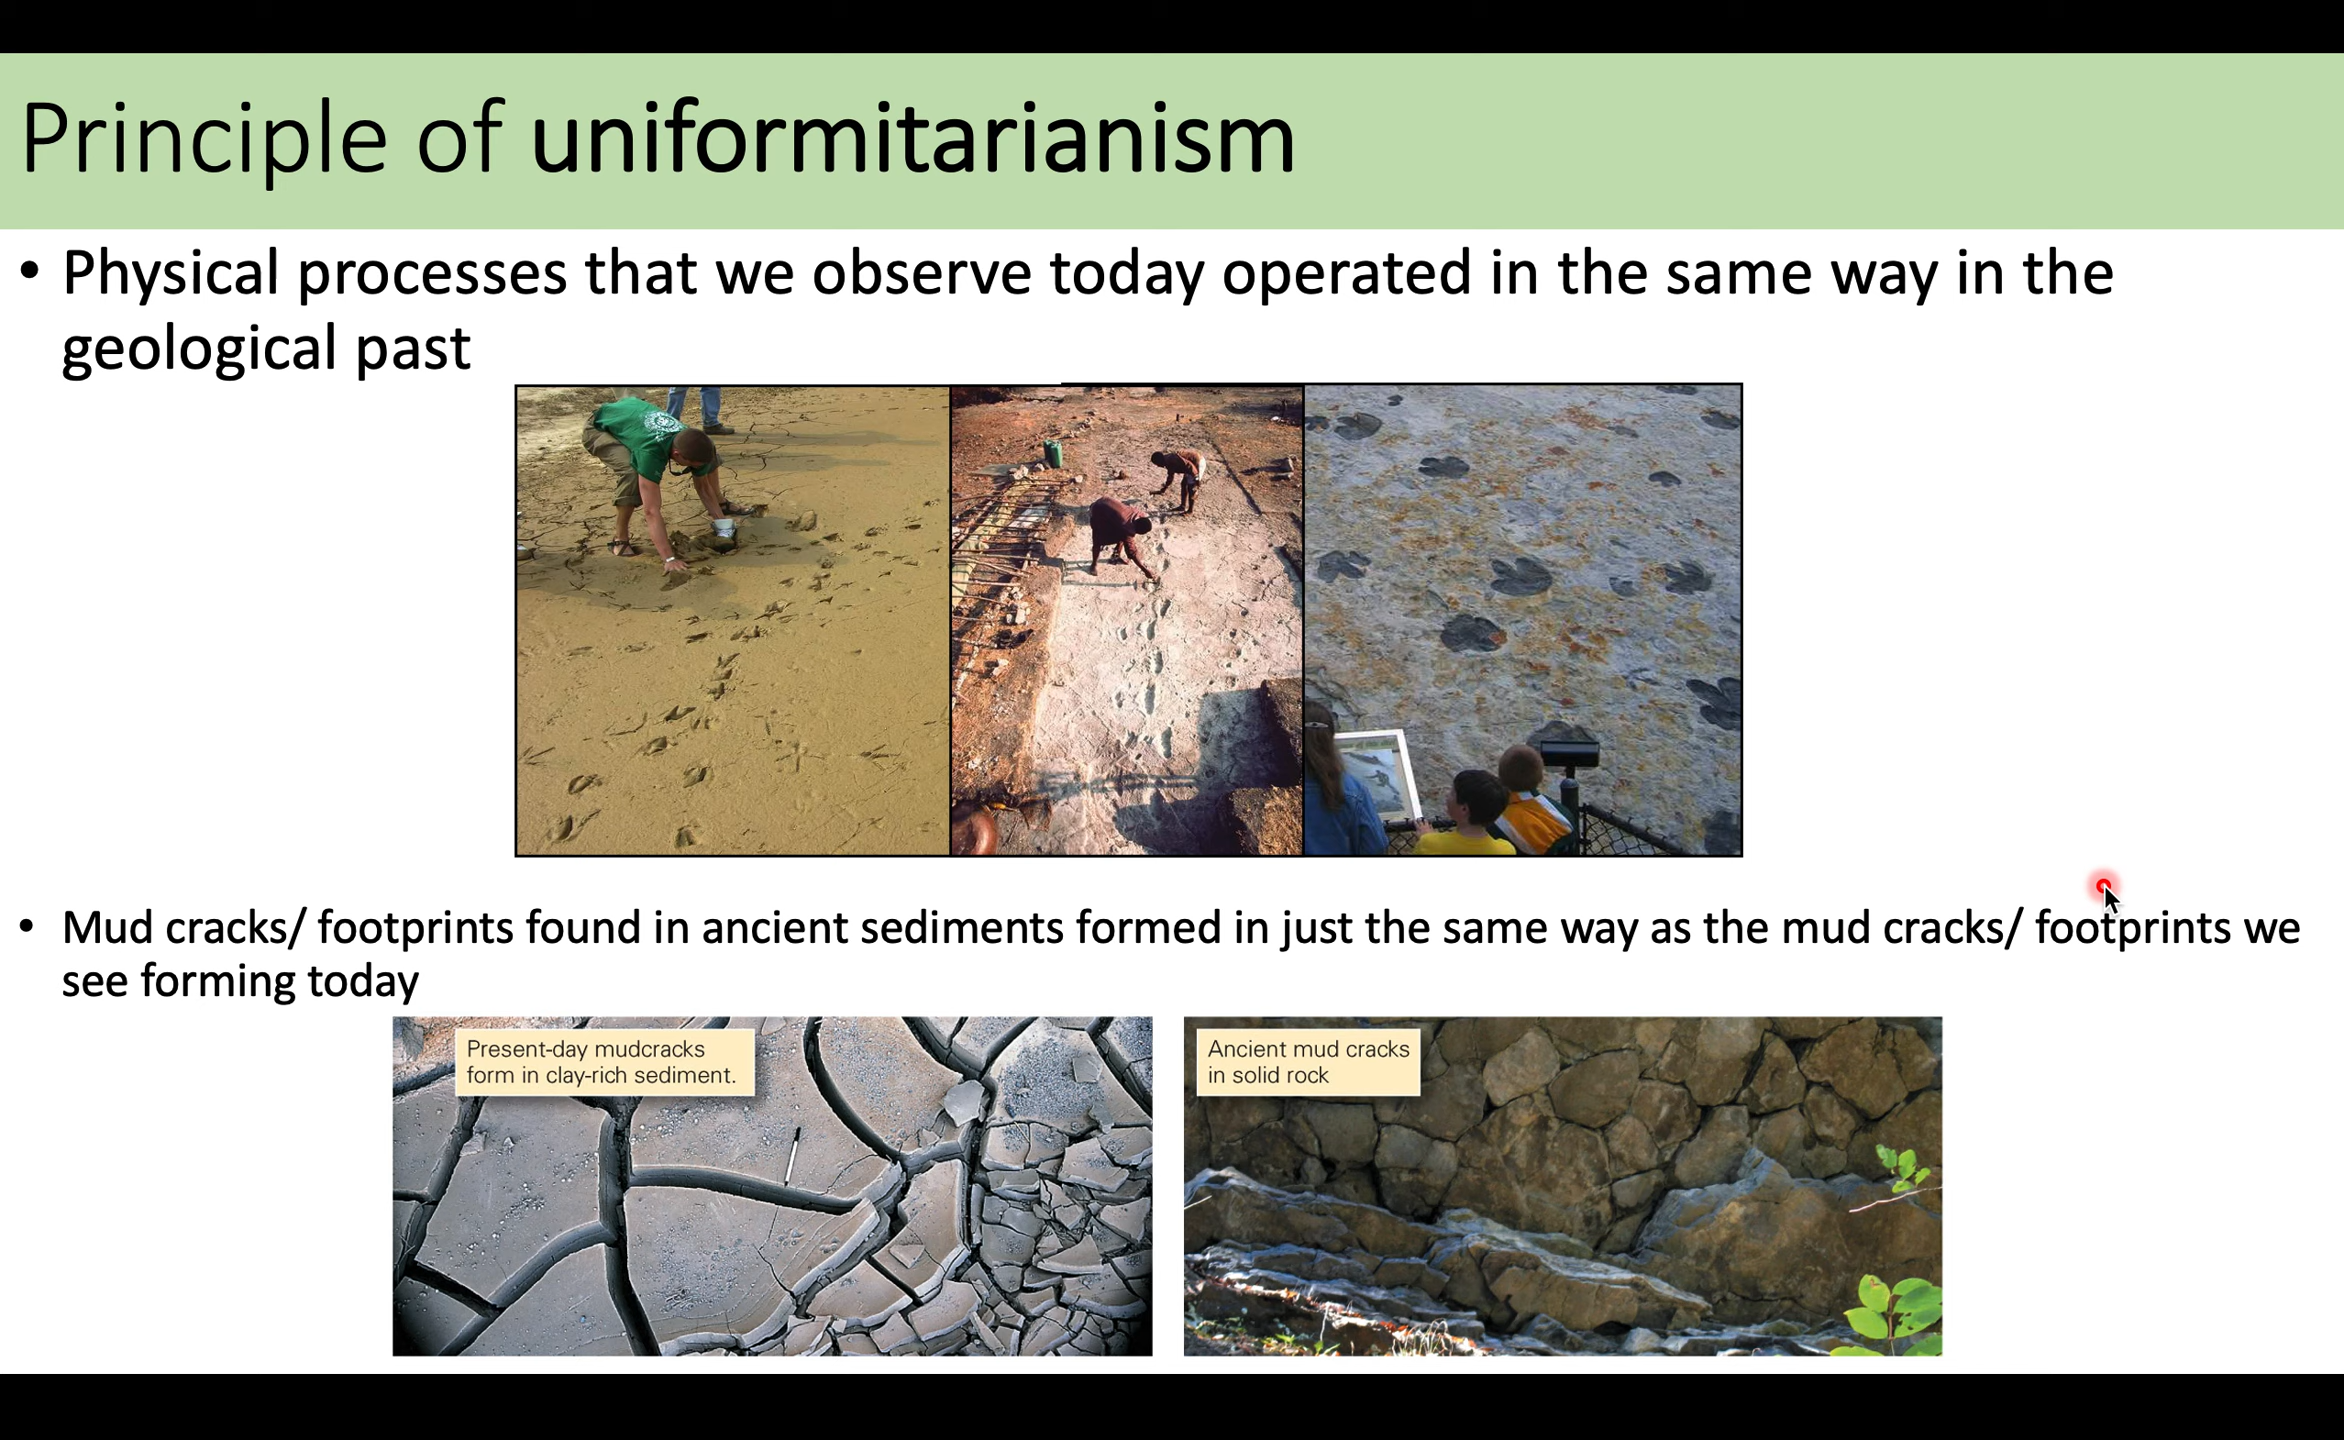 Principle of uniformitarianism
• Physical processes that we observe today operated in the same way in the
geological past
• Mud cracks/ footprints found in ancient sediments formed in just the same way as the mud cracks/ footprints we
see forming today
Present-day mudcracks
form in clay-rich sediment.
Ancient mud cracks
in solid rock